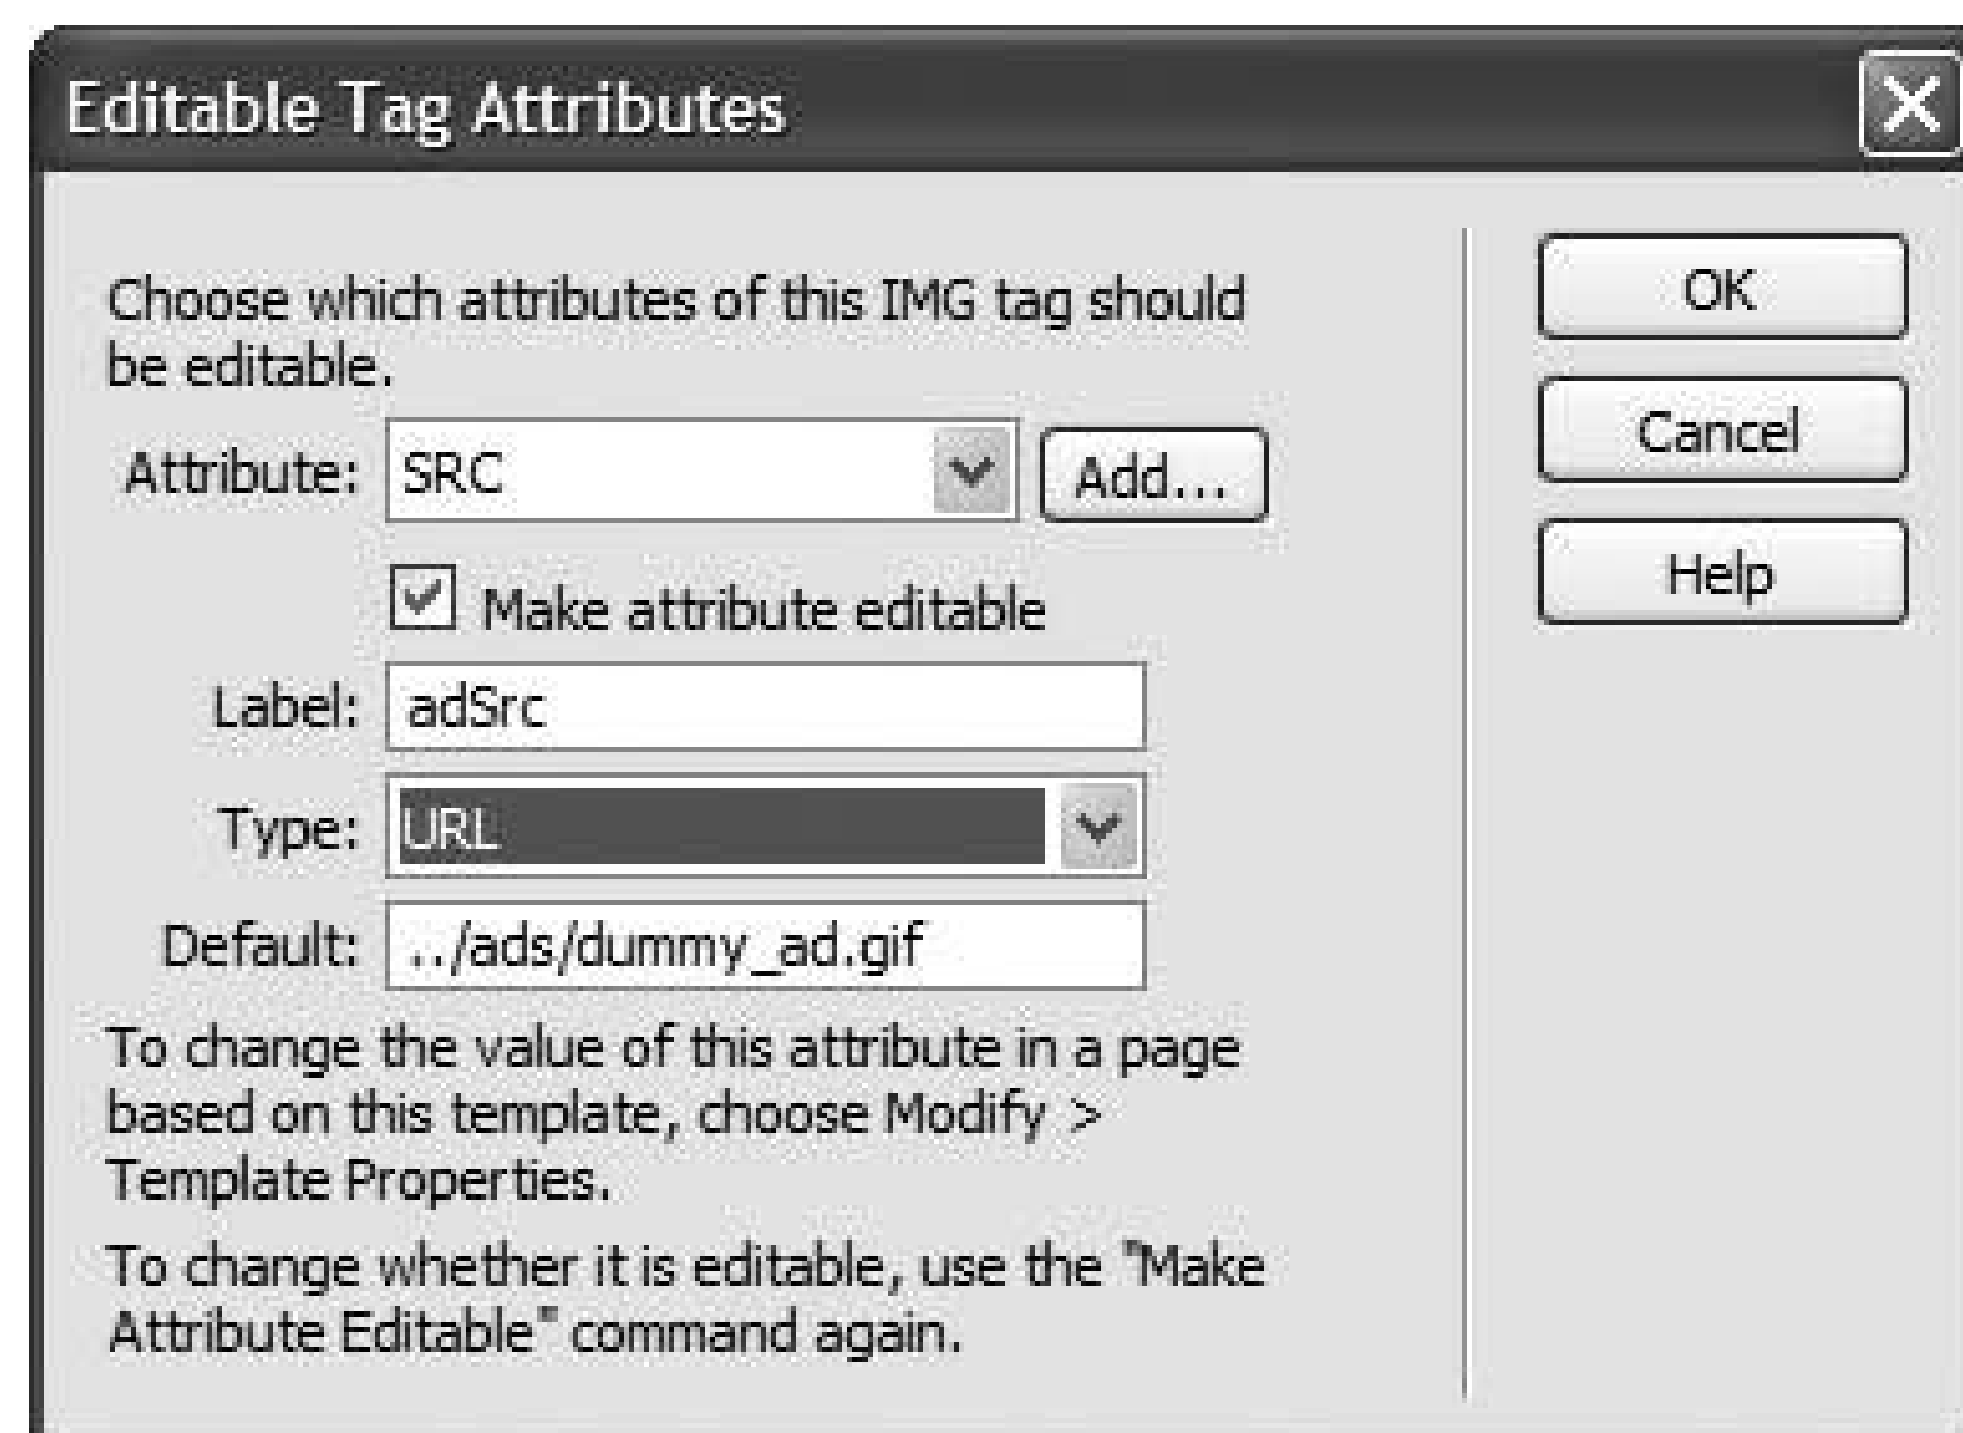 Editable Tag Attributes
Choose which attributes of this IMG tag should
be editable.
Attribute: SRC Add...
Make attribute editable
Label: adSrc
Type: URL
Default: ../ads/dummy_ad.gif
To change the value of this attribute in a page
based on this template, choose Modify >
Template Properties.
To change whether it is editable, use the "Make
Attribute Editable" command again.
OK
Cancel
Help